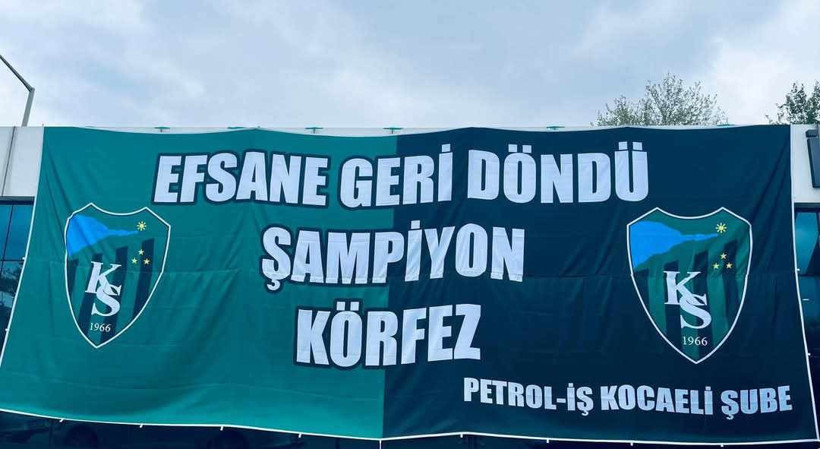 EFSANE GERİ DÖNDÜ
ŞAMPİYON
KÖRFEZ
KS
1966
KS
1966
PETROL-İŞ KOCAELİ ŞUBE